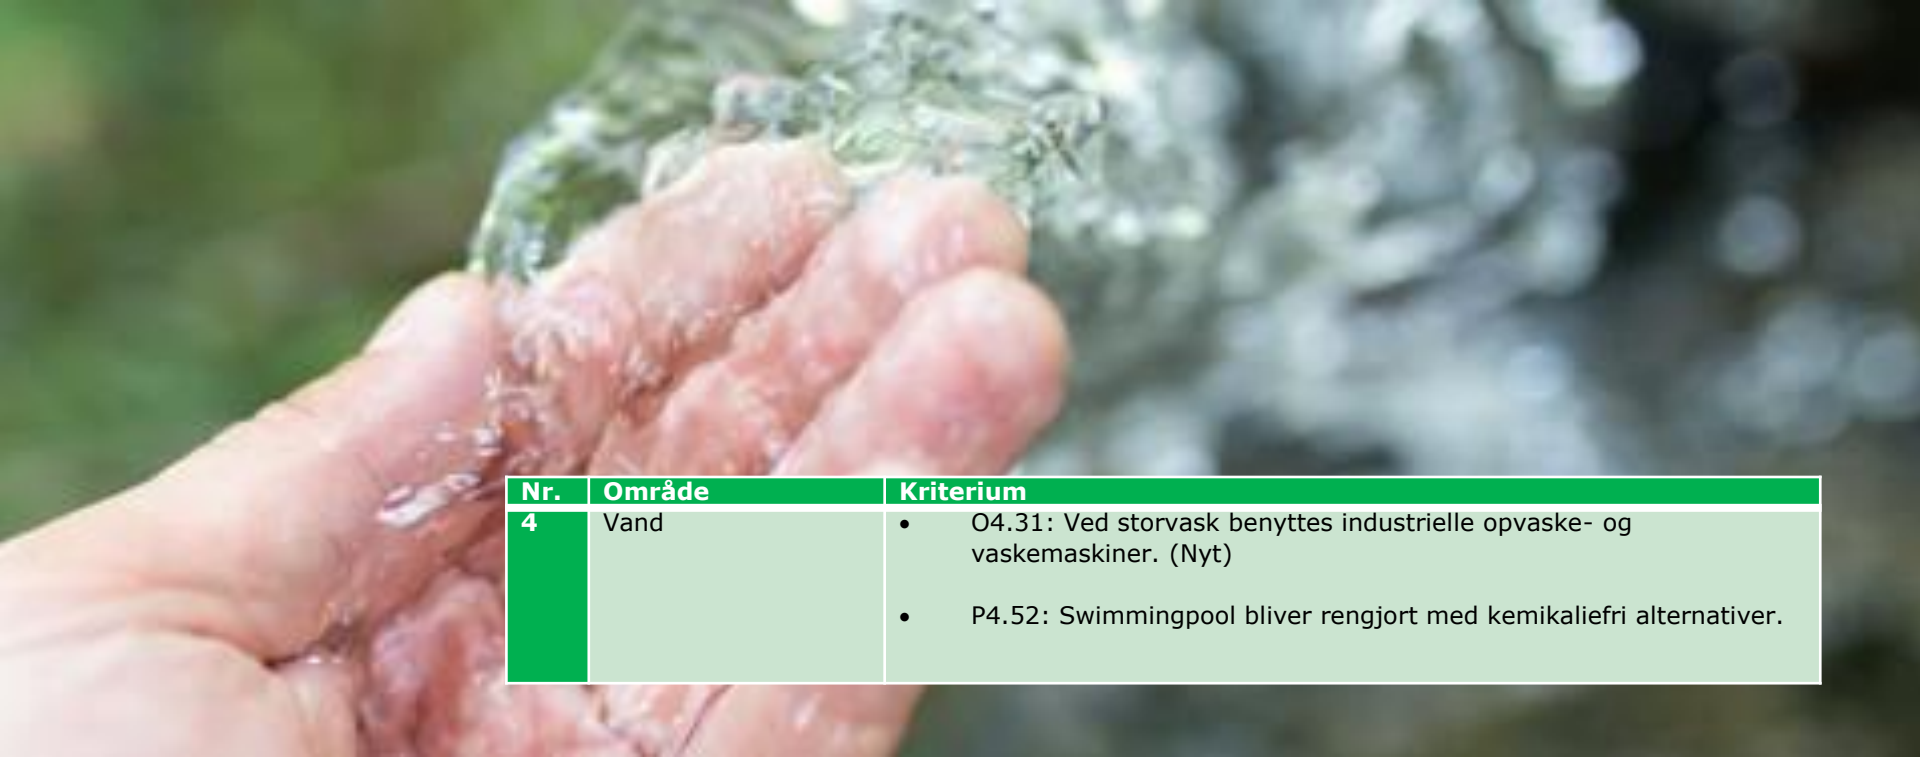 Nr. Område Kriterium
4 Vand • O4.31: Ved storvask benyttes industrielle opvaske- og
vaskemaskiner. (Nyt)
• P4.52: Swimmingpool bliver rengjort med kemikaliefri alternativer.